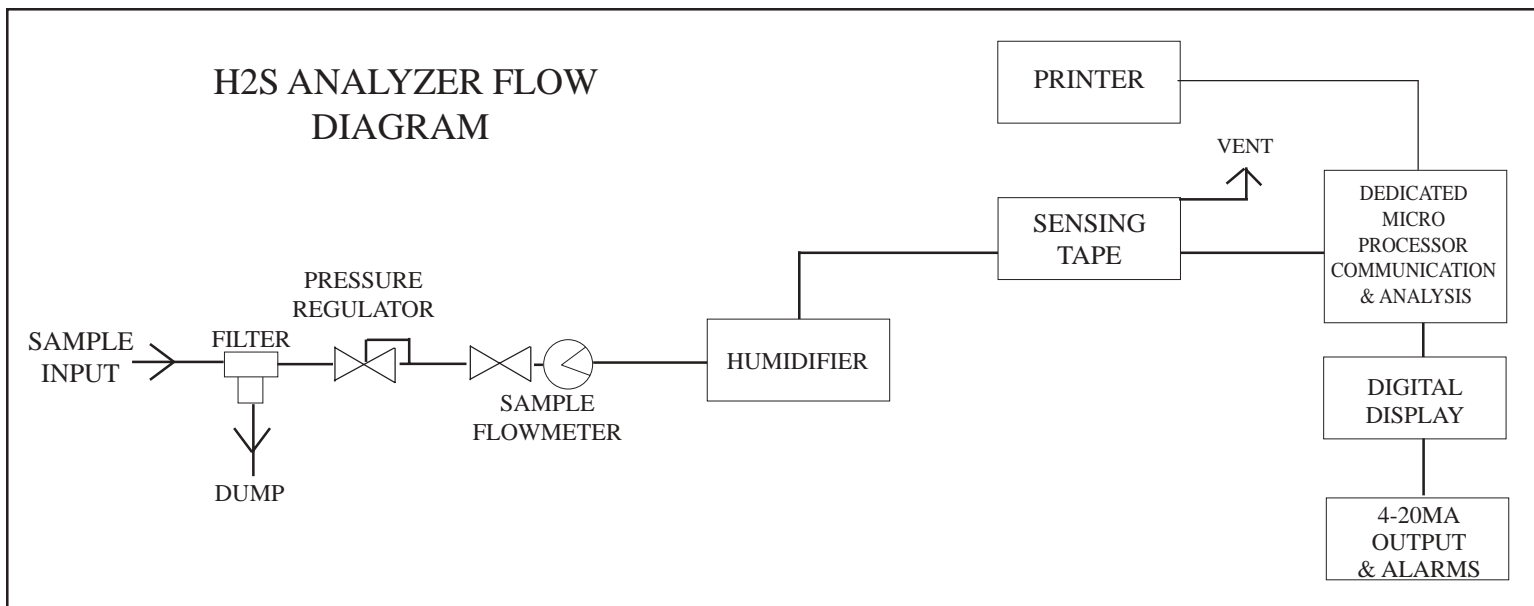 H2S ANALYZER FLOW
DIAGRAM
PRINTER
VENT
SENSING
TAPE
DEDICATED
MICRO
PROCESSOR
COMMUNICATION
& ANALYSIS
PRESSURE
REGULATOR
SAMPLE
INPUT
FILTER
DUMP
SAMPLE
FLOWMETER
HUMIDIFIER
DIGITAL
DISPLAY
4-20MA
OUTPUT
& ALARMS